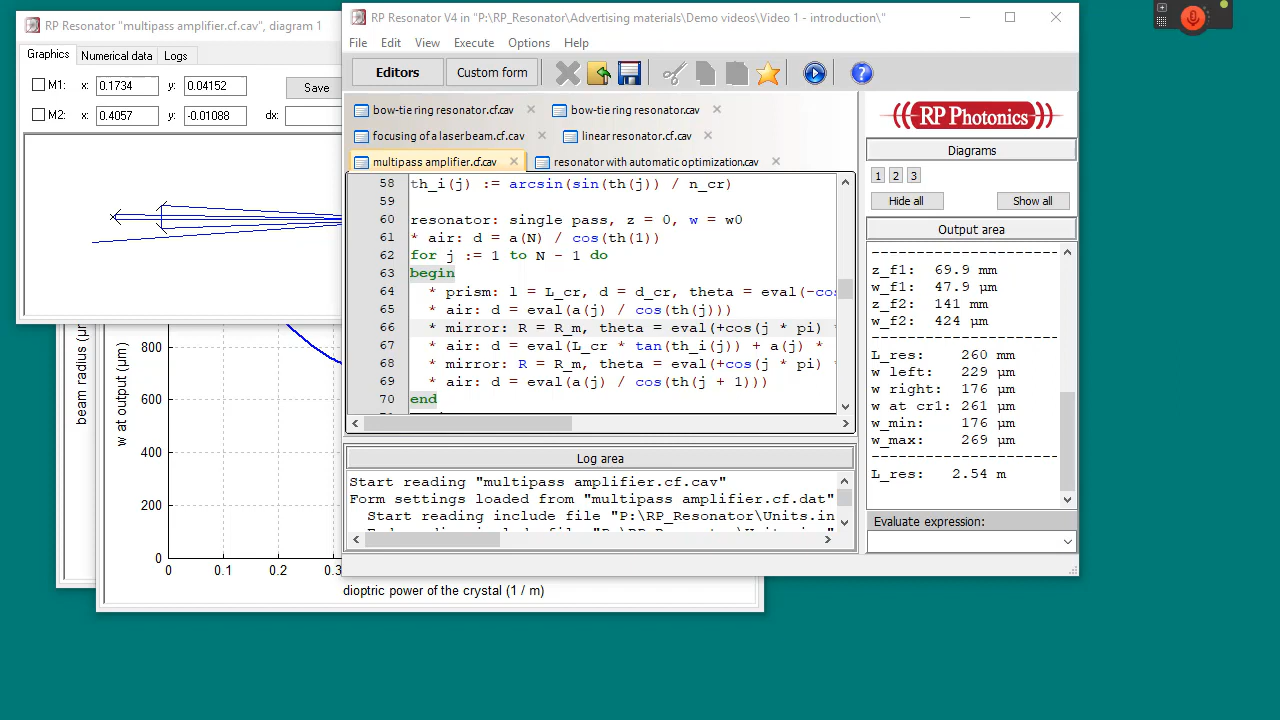 RP Resonator "multipass amplifier.cf.cav", diagram 1
Graphics
Numerical data
Logs
M1:
x:
0.1734
y:
0.04152
Save
M2:
x:
0.4057
y:
-0.01089
dx:
beam radius (µm)
w at output (µm)
800
600
400
200
0
0
0.1
0.2
0.3
dioptric power of the crystal (1 / m)
RP Resonator V4 in "P:\RP_Resonator\Advertising materials\Demo videos\Video 1 - introduction\"
File
Edit
View
Execute
Options
Help
Editors
Custom form
bow-tie ring resonator.cf.cav
bow-tie ring resonator.cav
focusing of a laser beam.cf.cav
linear resonator.cf.cav
multipass amplifier.cf.cav
resonator with automatic optimization.cav
58 th_i(j) := arcsin(sin(th(j)) / n_cr)
59
60 resonator: single pass, z = 0, w = w0
61 * air: d = a(N) / cos(th(1))
62 for j := 1 to N - 1 do
63 begin
64 * prism: l = L_cr, d = d_cr, theta = eval(-cos
65 * air: d = eval(a(j) / cos(th(j)))
66 * mirror: R = R_m, theta = eval(+cos(j * pi) *
67 * air: d = eval(L_cr * tan(th_i(j)) + a(j) *
68 * mirror: R = R_m, theta = eval(+cos(j * pi) *
69 * air: d = eval(a(j) / cos(th(j + 1)))
70 end
Log area
Start reading "multipass amplifier.cf.cav"
Form settings loaded from "multipass amplifier.cf.dat"
Start reading include file "P:\RP_Resonator\Units.in
RP Photonics
Diagrams
1
2
3
Hide all
Show all
Output area
---------------------
z_f1: 69.9 mm
w_f1: 47.9 µm
z_f2: 141 mm
w_f2: 424 µm
---------------------
L_res: 260 mm
w left: 229 µm
w right: 176 µm
w at cr1: 261 µm
w_min: 176 µm
w_max: 269 µm
---------------------
L_res: 2.54 m
Evaluate expression: